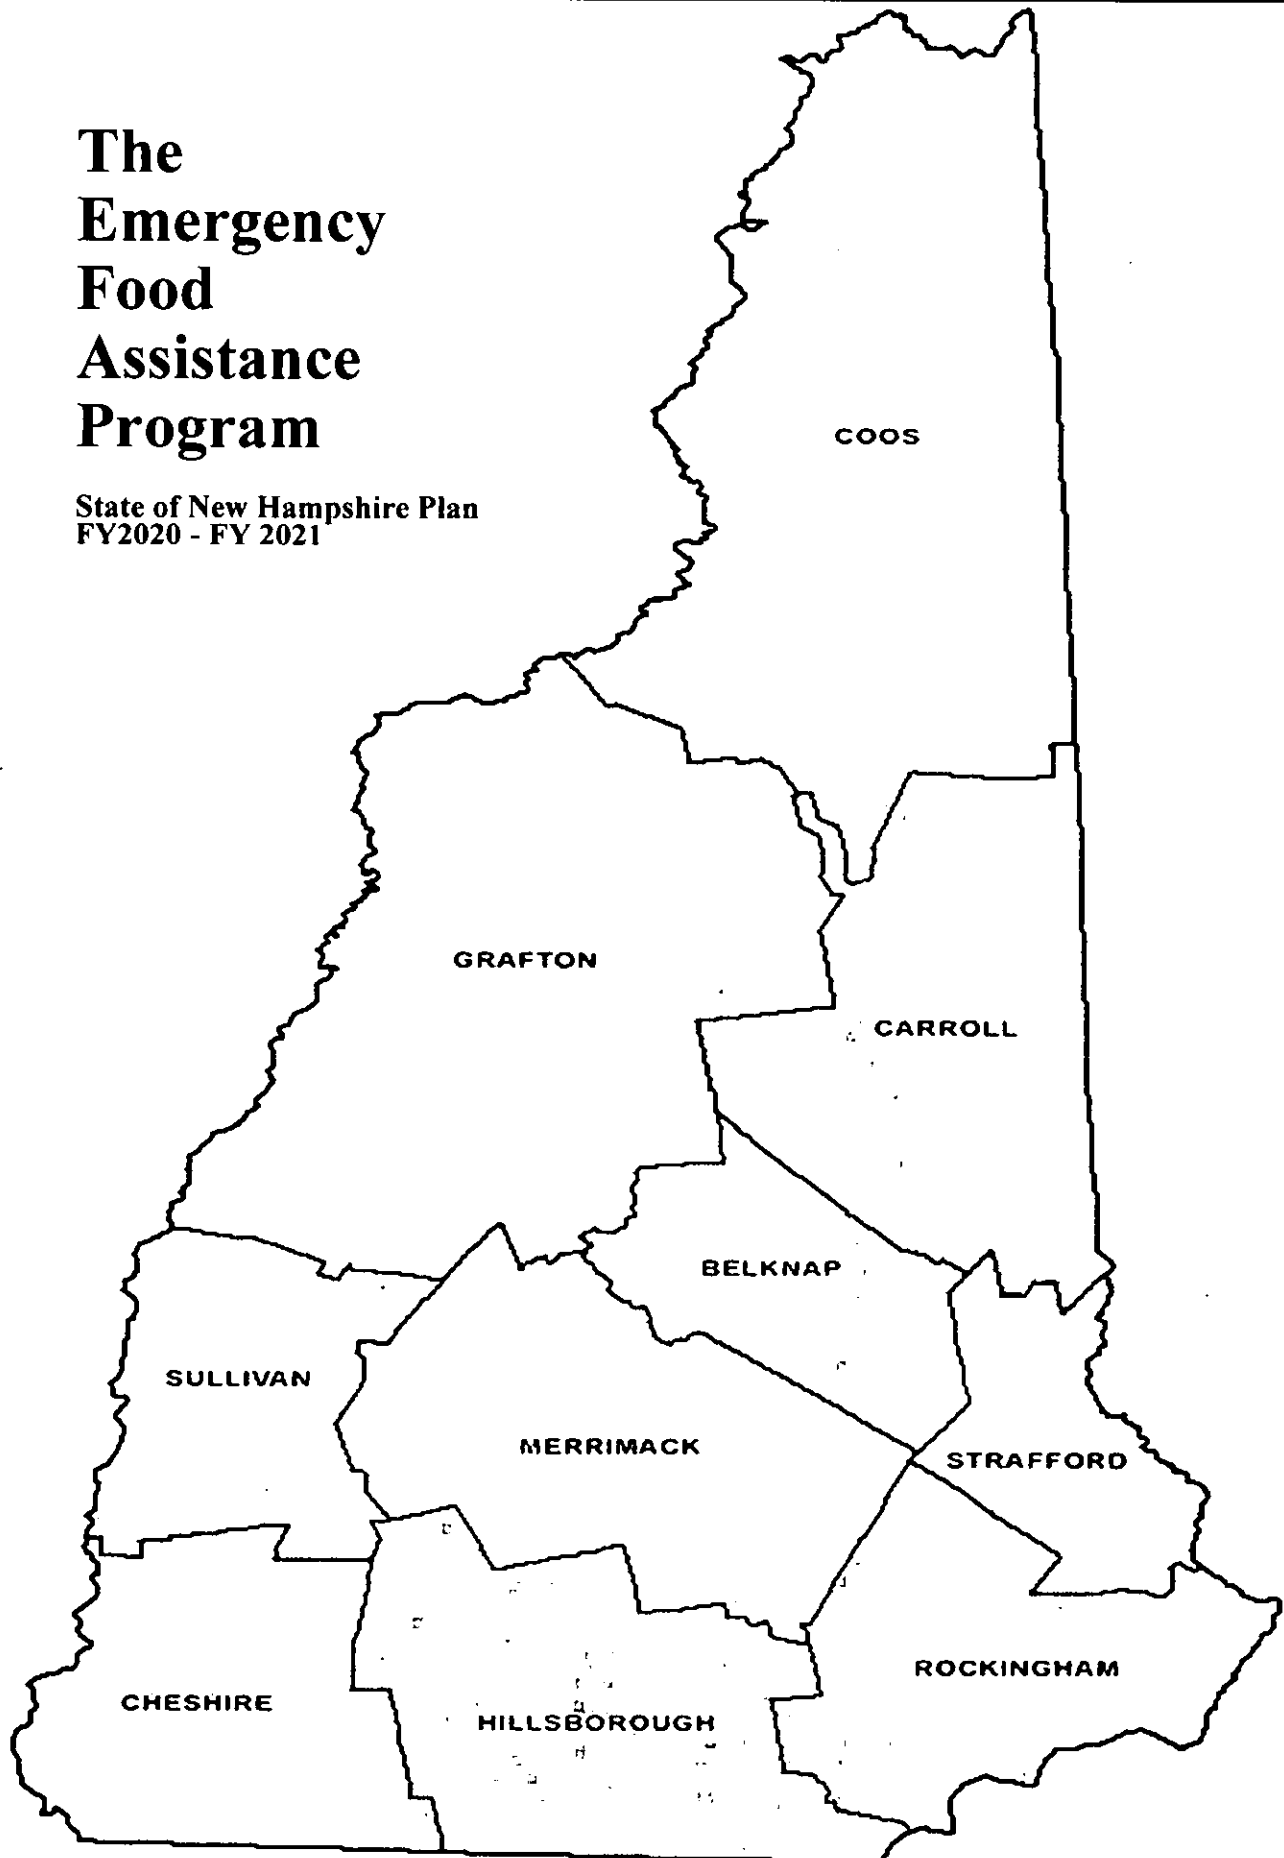 The
Emergency
Food
Assistance
Program
State of New Hampshire Plan
FY2020 - FY 2021
COOS
GRAFTON
CARROLL
BELKNAP
SULLIVAN
MERRIMACK
STRAFFORD
ROCKINGHAM
CHESHIRE
HILLSBOROUGH